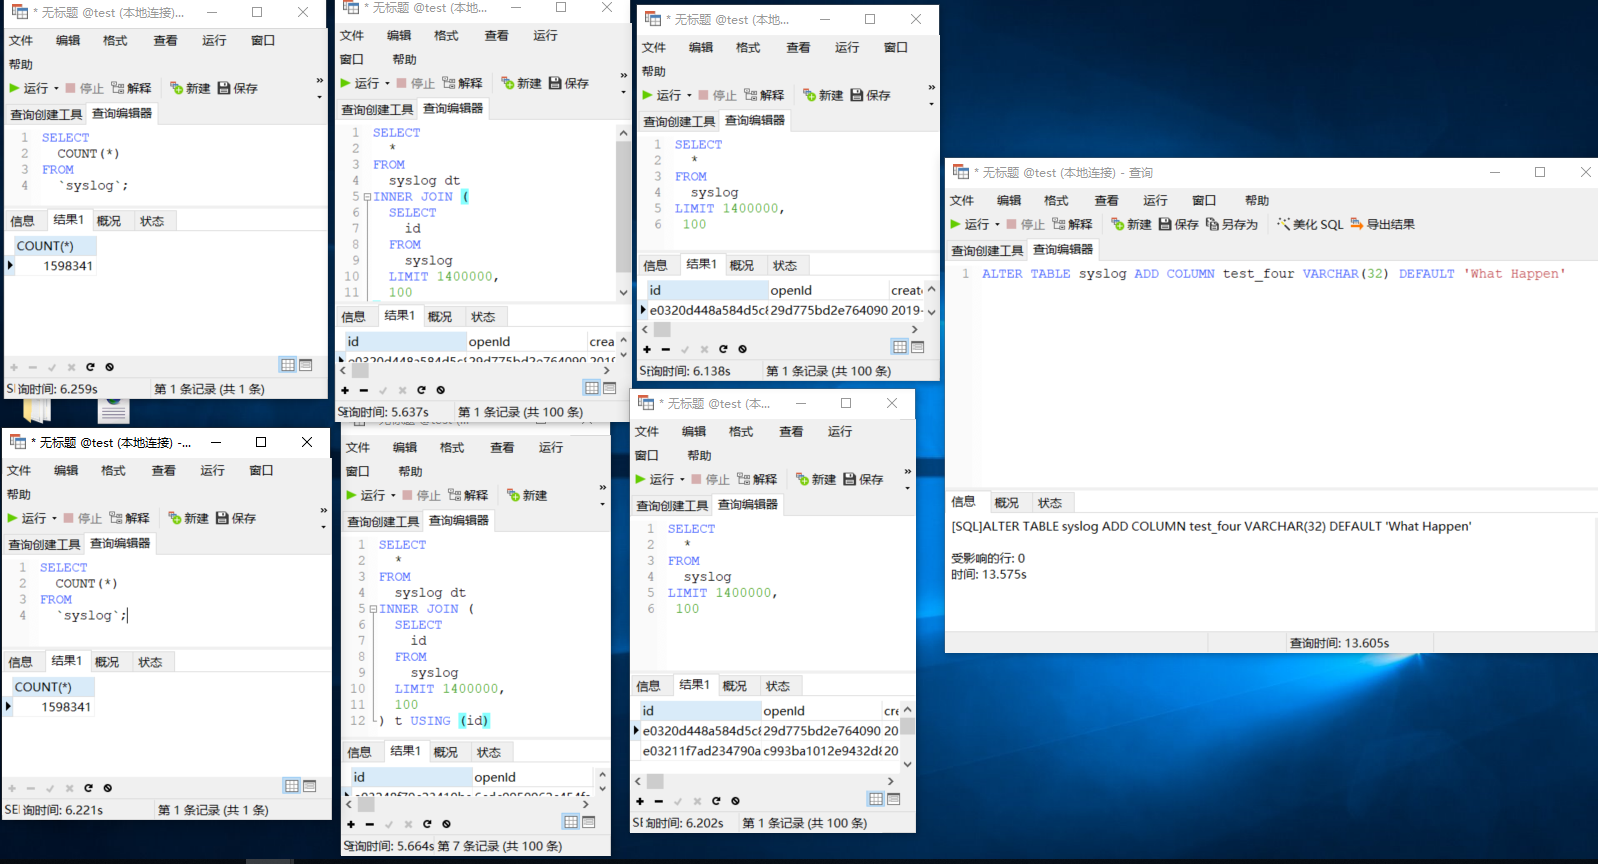 * 无标题 @test (本地连接)...
文件 编辑 格式 查看 运行 窗口
帮助
运行 停止 解释 新建 保存 »
查询创建工具 查询编辑器
1 SELECT
2 COUNT(*)
3 FROM
4 `syslog`;
信息 结果1 概况 状态
COUNT(*)
1598341
询时间: 6.259s 第 1 条记录 (共 1 条)
* 无标题 @test (本地...
文件 编辑 格式 查看 运行
窗口 帮助
运行 停止 解释 新建 保存 »
查询创建工具 查询编辑器
1 SELECT
2 *
3 FROM
4 syslog dt
5 INNER JOIN (
6 SELECT
7 id
8 FROM
9 syslog
10 LIMIT 1400000,
11 100
信息 结果1 概况 状态
id openId crea
询时间: 5.637s 第 1 条记录 (共 100 条)
* 无标题 @test (本地...
文件 编辑 格式 查看 运行 窗口
帮助
运行 停止 解释 新建 保存 »
查询创建工具 查询编辑器
1 SELECT
2 *
3 FROM
4 syslog
5 LIMIT 1400000,
6 100
信息 结果1 概况 状态
id openId creat
e0320d448a584d5c8 29d775bd2e764090 2019-
询时间: 6.138s 第 1 条记录 (共 100 条)
* 无标题 @test (本地连接) - 查询
文件 编辑 格式 查看 运行 窗口 帮助
运行 停止 解释 新建 保存 另存为 美化 SQL 导出结果
查询创建工具 查询编辑器
1 ALTER TABLE syslog ADD COLUMN test_four VARCHAR(32) DEFAULT 'What Happen'
信息 概况 状态
[SQL]ALTER TABLE syslog ADD COLUMN test_four VARCHAR(32) DEFAULT 'What Happen'
受影响的行: 0
时间: 13.575s
查询时间: 13.605s
* 无标题 @test (本地连接) -...
文件 编辑 格式 查看 运行 窗口
帮助
运行 停止 解释 新建 保存 »
查询创建工具 查询编辑器
1 SELECT
2 COUNT(*)
3 FROM
4 `syslog`;
信息 结果1 概况 状态
COUNT(*)
1598341
询时间: 6.221s 第 1 条记录 (共 1 条)
文件 编辑 格式 查看 运行
窗口 帮助
运行 停止 解释 新建 »
查询创建工具 查询编辑器
1 SELECT
2 *
3 FROM
4 syslog dt
5 INNER JOIN (
6 SELECT
7 id
8 FROM
9 syslog
10 LIMIT 1400000,
11 100
12 ) t USING (id)
信息 结果1 概况 状态
id openId
询时间: 5.664s 第 7 条记录 (共 100 条)
* 无标题 @test (本...
文件 编辑 格式 查看 运行
窗口 帮助
运行 停止 解释 新建 保存 »
查询创建工具 查询编辑器
1 SELECT
2 *
3 FROM
4 syslog
5 LIMIT 1400000,
6 100
信息 结果1 概况 状态
id openId cre
e0320d448a584d5c8 29d775bd2e764090 20
e03211f7ad234790a c993ba1012e9432d8 20
询时间: 6.202s 第 1 条记录 (共 100 条)